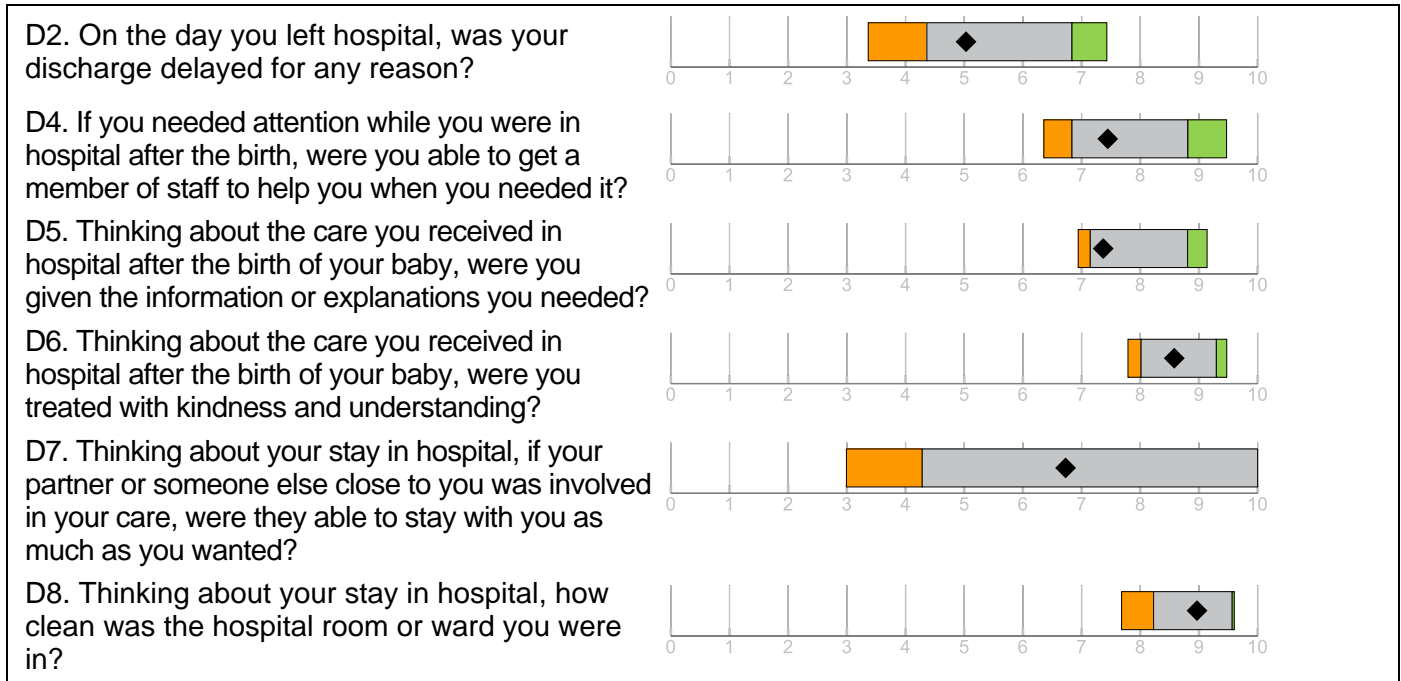 D2. On the day you left hospital, was your
discharge delayed for any reason?
0 1 2 3 4 5 6 7 8 9 10
D4. If you needed attention while you were in
hospital after the birth, were you able to get a
member of staff to help you when you needed it?
0 1 2 3 4 5 6 7 8 9 10
D5. Thinking about the care you received in
hospital after the birth of your baby, were you
given the information or explanations you needed?
0 1 2 3 4 5 6 7 8 9 10
D6. Thinking about the care you received in
hospital after the birth of your baby, were you
treated with kindness and understanding?
0 1 2 3 4 5 6 7 8 9 10
D7. Thinking about your stay in hospital, if your
partner or someone else close to you was involved
in your care, were they able to stay with you as
much as you wanted?
0 1 2 3 4 5 6 7 8 9 10
D8. Thinking about your stay in hospital, how
clean was the hospital room or ward you were
in?
0 1 2 3 4 5 6 7 8 9 10